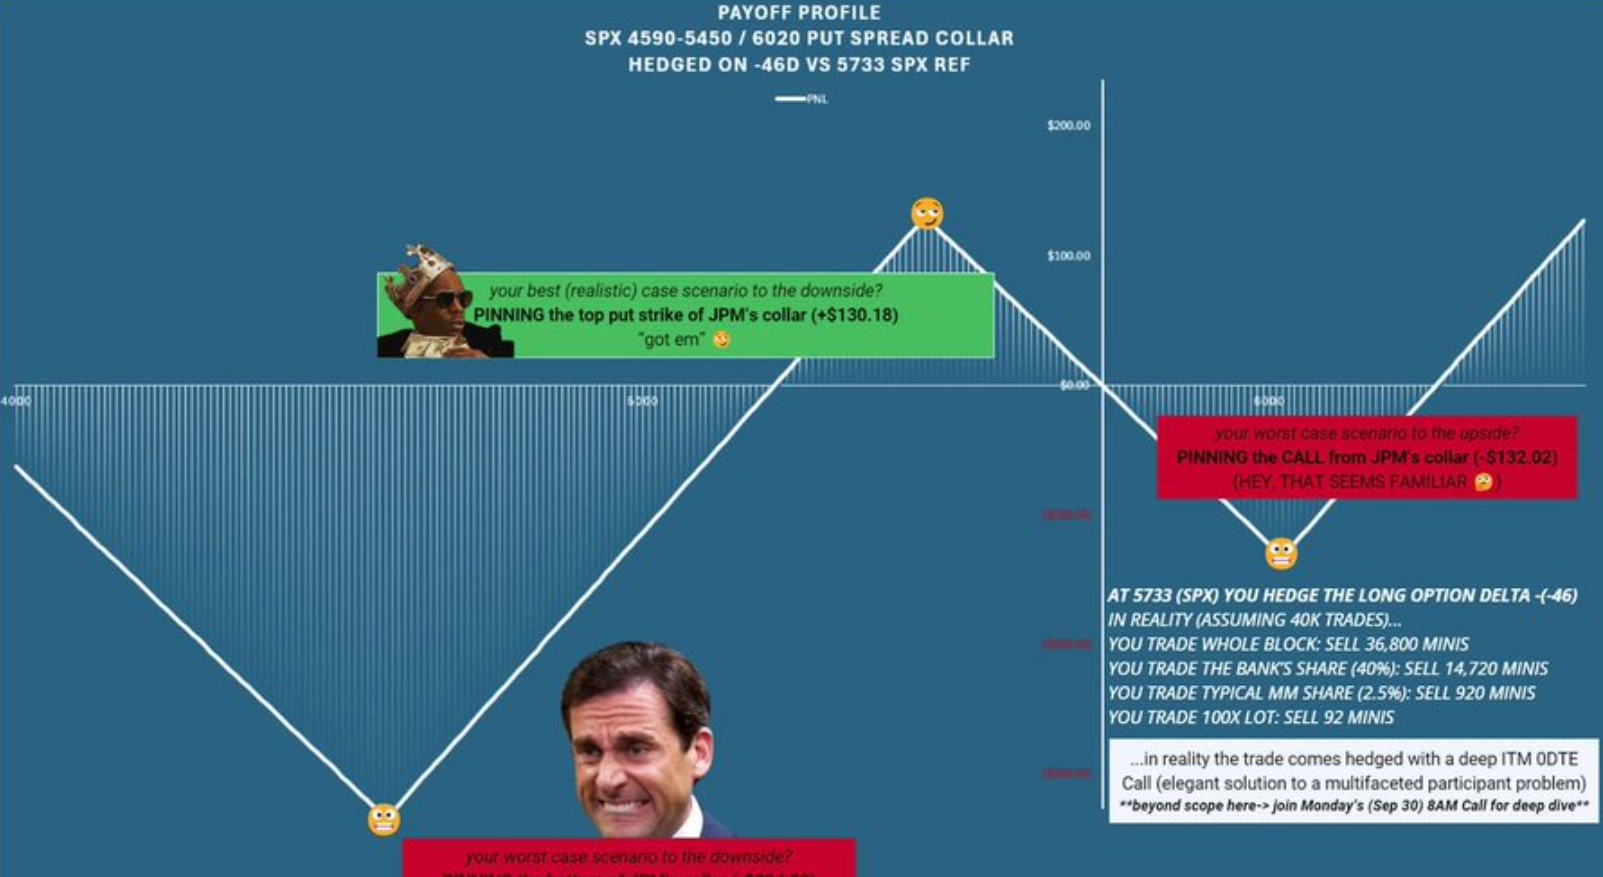 PAYOFF PROFILE
SPX 4590-5450 / 6020 PUT SPREAD COLLAR
HEDGED ON -46D VS 5733 SPX REF
PNL
$200.00
$100.00
your best (realistic) case scenario to the downside?
PINNING the top put strike of JPM's collar (+$130.18)
"got em" 😏
$0.00
4000
5000
6000
your worst case scenario to the upside?
PINNING the CALL from JPM's collar (-$132.02)
(HEY, THAT SEEMS FAMILIAR 🤔)
AT 5733 (SPX) YOU HEDGE THE LONG OPTION DELTA -(-46)
IN REALITY (ASSUMING 40K TRADES)...
YOU TRADE WHOLE BLOCK: SELL 36,800 MINIS
YOU TRADE THE BANK'S SHARE (40%): SELL 14,720 MINIS
YOU TRADE TYPICAL MM SHARE (2.5%): SELL 920 MINIS
YOU TRADE 100X LOT: SELL 92 MINIS
...in reality the trade comes hedged with a deep ITM 0DTE
Call (elegant solution to a multifaceted participant problem)
**beyond scope here-> join Monday's (Sep 30) 8AM Call for deep dive**
your worst case scenario to the downside?